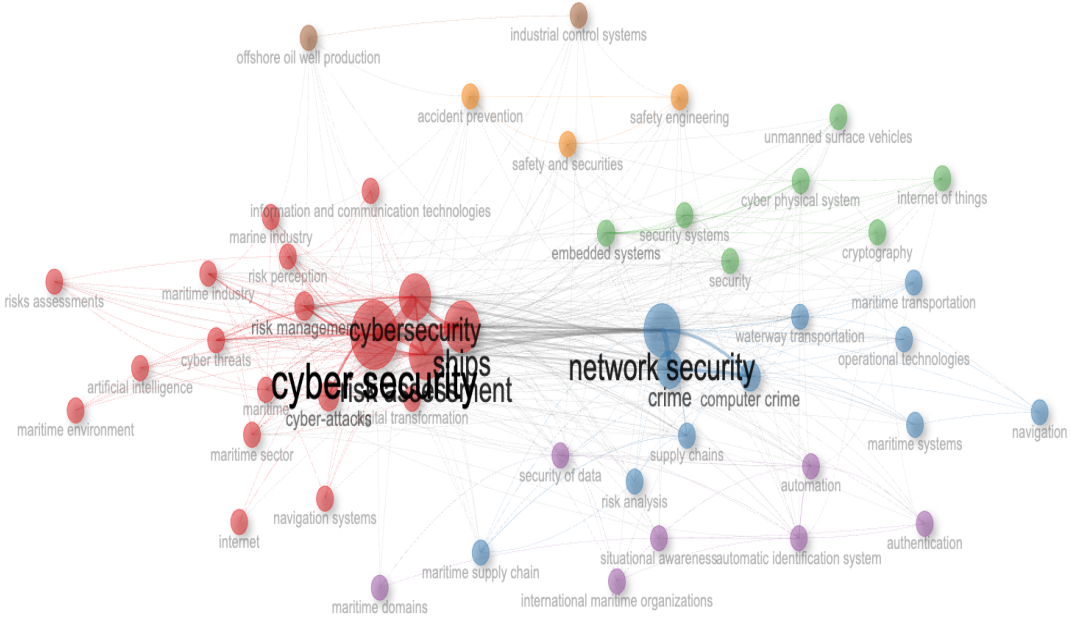 industrial control systems
offshore oil well production
accident prevention
safety engineering
unmanned surface vehicles
safety and securities
cyber physical system
internet of things
information and communication technologies
marine industry
security systems
embedded systems
cryptography
risk perception
security
maritime industry
risks assessments
maritime transportation
risk management
cybersecurity
waterway transportation
cyber threats
operational technologies
ships
network security
cyber security
risk assessment
artificial intelligence
crime
computer crime
maritime
cyber-attacks
digital transformation
maritime environment
navigation
maritime systems
maritime sector
supply chains
security of data
automation
risk analysis
navigation systems
internet
authentication
situational awareness
automatic identification system
maritime supply chain
international maritime organizations
maritime domains